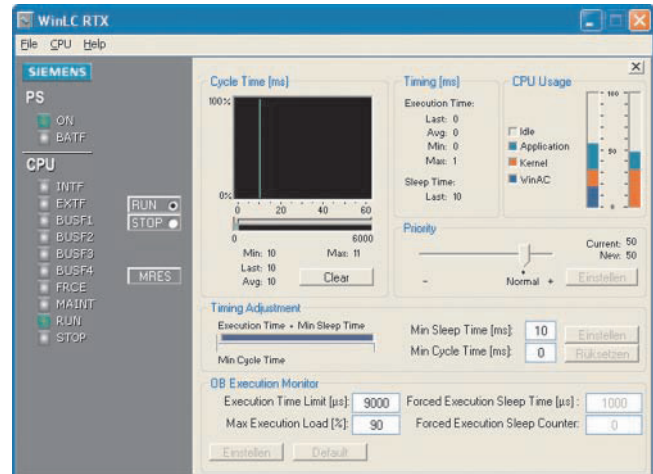 WinLC RTX
File CPU Help
SIEMENS
PS
ON
BATF
CPU
INTF
EXTF
BUSF1
BUSF2
BUSF3
BUSF4
FRCE
MAINT
RUN
STOP
RUN
STOP
MRES
Cycle Time [ms]
100%
0%
0 20 40 60
0 6000
Min: 10 Max: 11
Last: 10
Avg: 10
Clear
Timing [ms]
Execution Time:
Last: 0
Avg: 0
Min: 0
Max: 1
Sleep Time:
Last: 10
CPU Usage
Idle
Application
Kernel
WinAC
100
50
0
Priority
Current: 50
New: 50
- Normal +
Einstellen
Timing Adjustment
Execution Time + Min Sleep Time
Min Cycle Time
Min Sleep Time [ms]: 10 Einstellen
Min Cycle Time [ms]: 0 Rüksetzen
OB Execution Monitor
Execution Time Limit [µs]: 9000 Forced Execution Sleep Time [µs] : 1000
Max Execution Load [%]: 90 Forced Execution Sleep Counter: 0
Einstellen Default